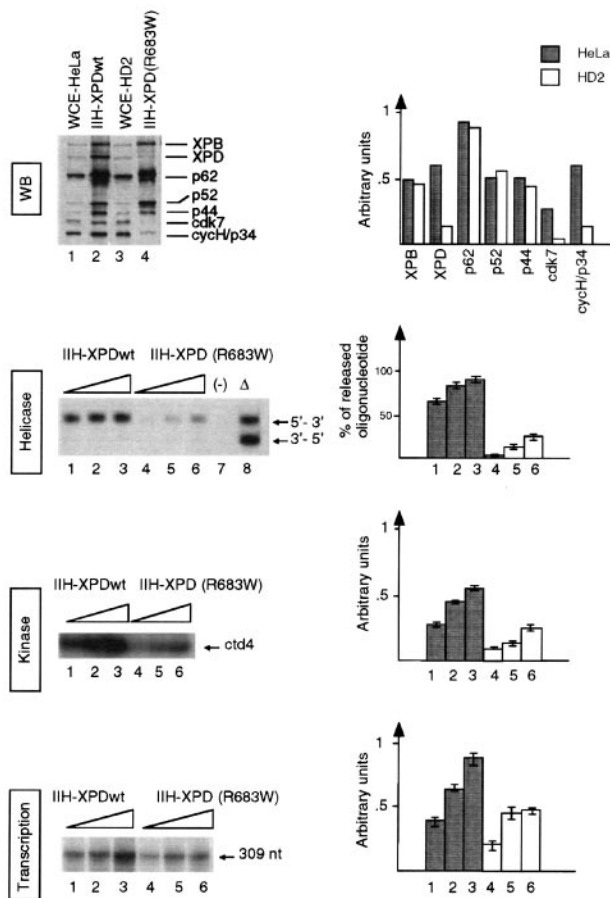 WCE-HeLa
IIH-XPDwt
WCE-HD2
IIH-XPD(R683W)
WB
XPB
XPD
p62
p52
p44
cdk7
cycH/p34
1 2 3 4
HeLa
HD2
Arbitrary units
1
.5
XPB
XPD
p62
p52
p44
cdk7
cycH/p34
Helicase
IIH-XPDwt IIH-XPD (R683W)
(-) Δ
5'- 3'
3'- 5'
1 2 3 4 5 6 7 8
% of released
oligonucleotide
100
50
1 2 3 4 5 6
Kinase
IIH-XPDwt IIH-XPD (R683W)
ctd4
1 2 3 4 5 6
Arbitrary units
1
.5
1 2 3 4 5 6
Transcription
IIH-XPDwt IIH-XPD (R683W)
309 nt
1 2 3 4 5 6
Arbitrary units
1
.5
1 2 3 4 5 6